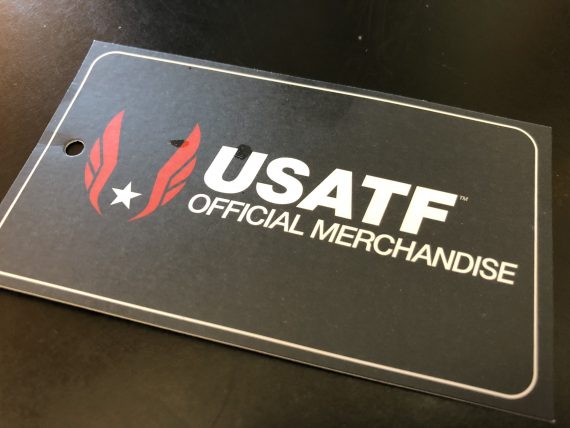 USATF™
OFFICIAL MERCHANDISE